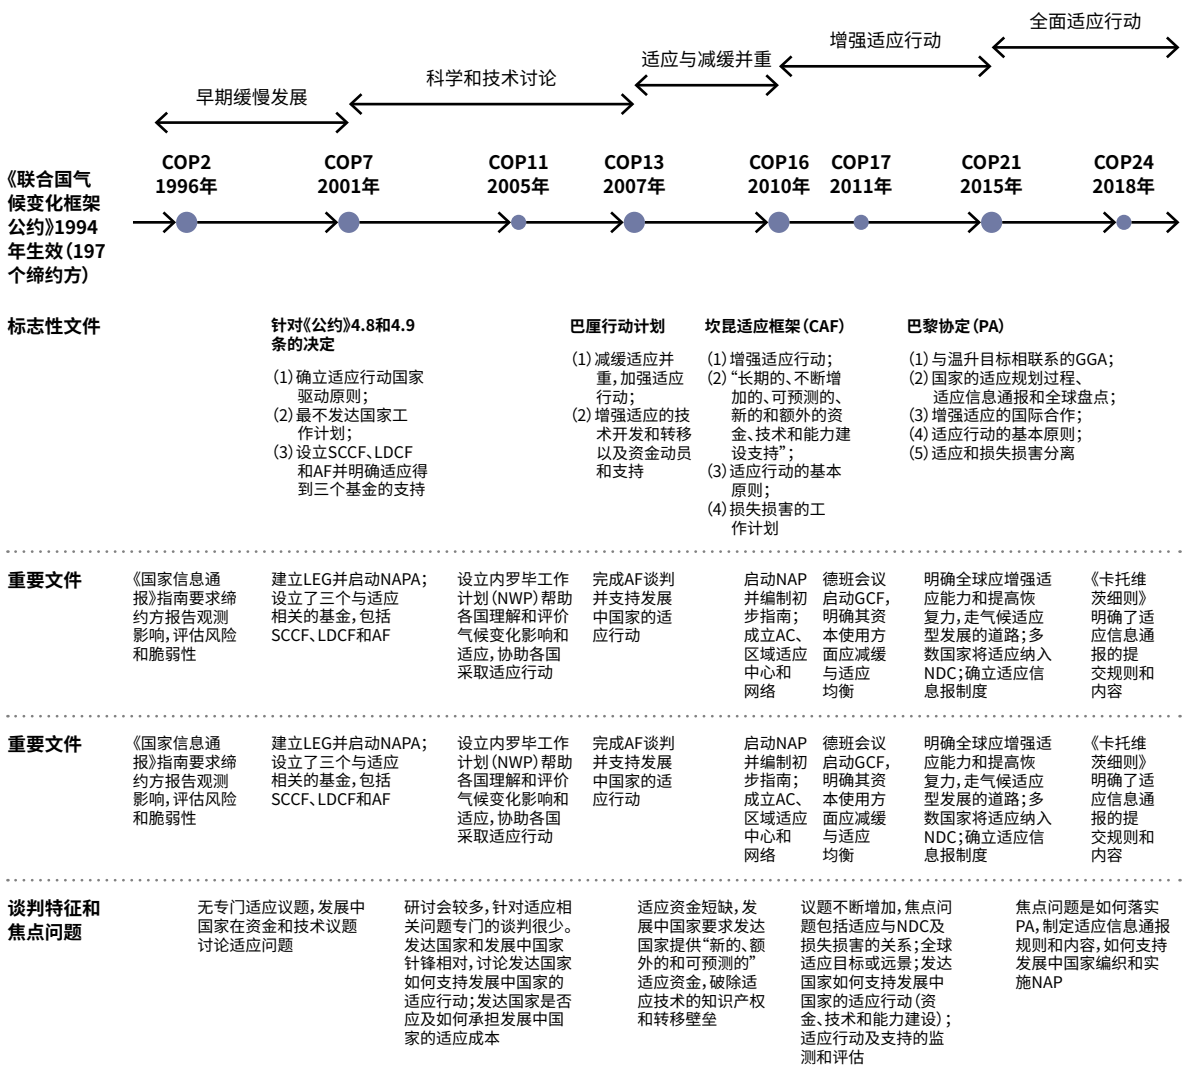 全面适应行动
增强适应行动
适应与减缓并重
科学和技术讨论
早期缓慢发展
COP2
1996年
COP7
2001年
COP11
2005年
COP13
2007年
COP16
2010年
COP17
2011年
COP21
2015年
COP24
2018年
《联合国气
候变化框架
公约》1994
年生效（197
个缔约方）
标志性文件
针对《公约》4.8和4.9
条的决定
（1）确立适应行动国家
驱动原则；
（2）最不发达国家工
作计划；
（3）设立SCCF、LDCF
和AF并明确适应得
到三个基金的支持
巴厘行动计划
（1）减缓适应并
重，加强适应
行动；
（2）增强适应的技
术开发和转移
以及资金动员
和支持
坎昆适应框架（CAF）
（1）增强适应行动；
（2）“长期的、不断增
加的、可预测的、
新的和额外的资
金、技术和能力建
设支持”；
（3）适应行动的基本
原则；
（4）损失损害的工
作计划
巴黎协定（PA）
（1）与温升目标相联系的GGA；
（2）国家的适应规划过程、
适应信息通报和全球盘点；
（3）增强适应的国际合作；
（4）适应行动的基本原则；
（5）适应和损失损害分离
重要文件
《国家信息通
报》指南要求缔
约方报告观测
影响，评估风险
和脆弱性
建立LEG并启动NAPA；
设立了三个与适应
相关的基金，包括
SCCF、LDCF和AF
设立内罗毕工作
计划（NWP）帮助
各国理解和评价
气候变化影响和
适应，协助各国
采取适应行动
完成AF谈判
并支持发展
中国家的适
应行动
启动NAP
并编制初
步指南；
成立AC、
区域适应
中心和
网络
德班会议
启动GCF，
明确其资
本使用方
面应减缓
与适应
均衡
明确全球应增强适
应能力和提高恢
复力，走气候适应
型发展的道路；多
数国家将适应纳入
NDC；确立适应信
息报制度
《卡托维
茨细则》
明确了适
应信息通
报的提
交规则和
内容
重要文件
《国家信息通
报》指南要求缔
约方报告观测
影响，评估风险
和脆弱性
建立LEG并启动NAPA；
设立了三个与适应
相关的基金，包括
SCCF、LDCF和AF
设立内罗毕工作
计划（NWP）帮助
各国理解和评价
气候变化影响和
适应，协助各国
采取适应行动
完成AF谈判
并支持发展
中国家的适
应行动
启动NAP
并编制初
步指南；
成立AC、
区域适应
中心和
网络
德班会议
启动GCF，
明确其资
本使用方
面应减缓
与适应
均衡
明确全球应增强适
应能力和提高恢
复力，走气候适应
型发展的道路；多
数国家将适应纳入
NDC；确立适应信
息报制度
《卡托维
茨细则》
明确了适
应信息通
报的提
交规则和
内容
谈判特征和
焦点问题
无专门适应议题，发展中
国家在资金和技术议题
讨论适应问题
研讨会较多，针对适应相
关问题专门的谈判很少。
发达国家和发展中国家
针锋相对，讨论发达国家
如何支持发展中国家的
适应行动；发达国家是否
应及如何承担发展中国
家的适应成本
适应资金短缺，发
展中国家要求发达
国家提供“新的、额
外的和可预测的”
适应资金，破除适
应技术的知识产权
和转移壁垒
议题不断增加，焦点问
题包括适应与NDC及
损失损害的关系；全球
适应目标或远景；发达
国家如何支持发展中
国家的适应行动（资
金、技术和能力建设）；
适应行动及支持的监
测和评估
焦点问题是如何落实
PA，制定适应信息通报
规则和内容，如何支持
发展中国家编织和实
施NAP